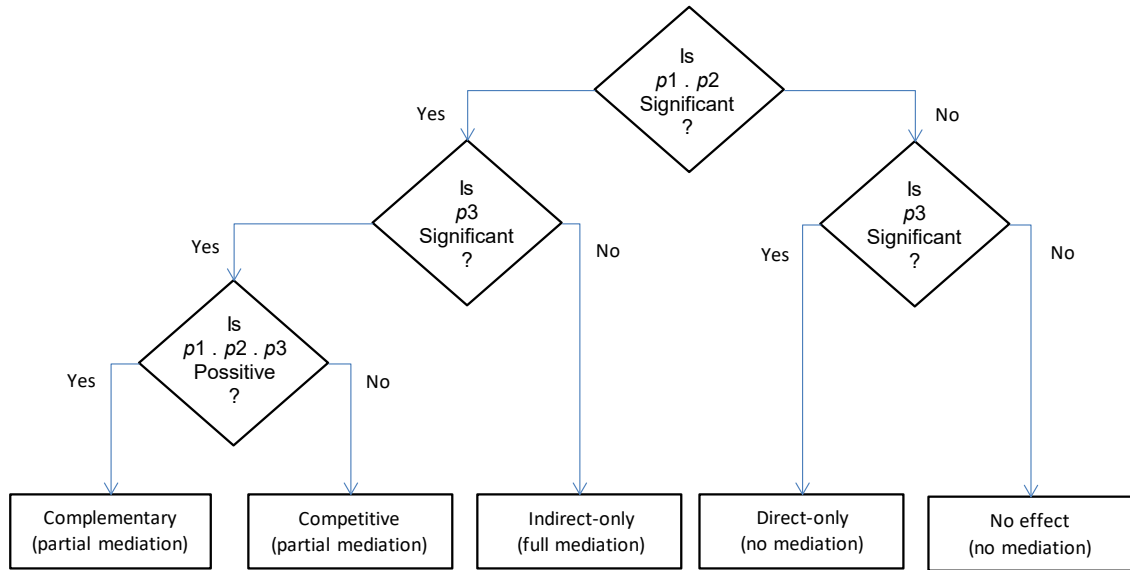 Is
p1 . p2
Significant
?
Yes
No
Is
p3
Significant
?
Is
p3
Significant
?
Yes
No
Yes
No
Is
p1 . p2 . p3
Possitive
?
Yes
No
Complementary
(partial mediation)
Competitive
(partial mediation)
Indirect-only
(full mediation)
Direct-only
(no mediation)
No effect
(no mediation)